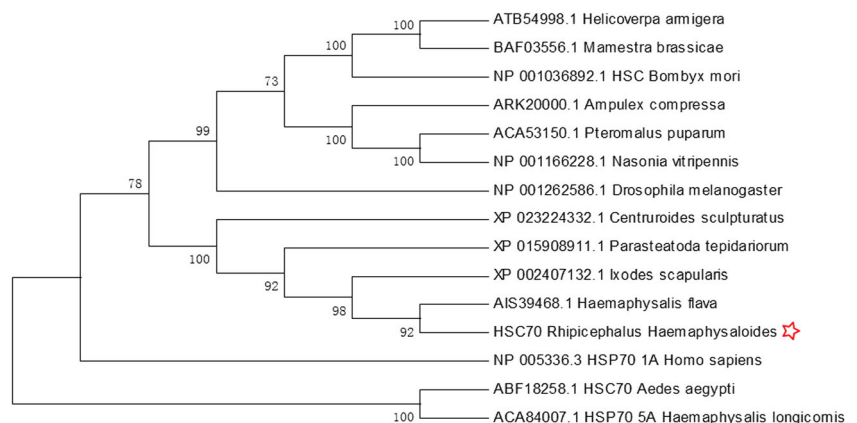 ATB54998.1 Helicoverpa armigera
100
BAF03556.1 Mamestra brassicae
100
NP 001036892.1 HSC Bombyx mori
73
ARK20000.1 Ampulex compressa
99
ACA53150.1 Pteromalus puparum
100
NP 001166228.1 Nasonia vitripennis
100
78
NP 001262586.1 Drosophila melanogaster
XP 023224332.1 Centruroides sculpturatus
100
XP 015908911.1 Parasteatoda tepidariorum
92
XP 002407132.1 Ixodes scapularis
98
AIS39468.1 Haemaphysalis flava
92
HSC70 Rhipicephalus Haemaphysaloides
NP 005336.3 HSP70 1A Homo sapiens
ABF18258.1 HSC70 Aedes aegypti
100
ACA84007.1 HSP70 5A Haemaphysalis longicornis